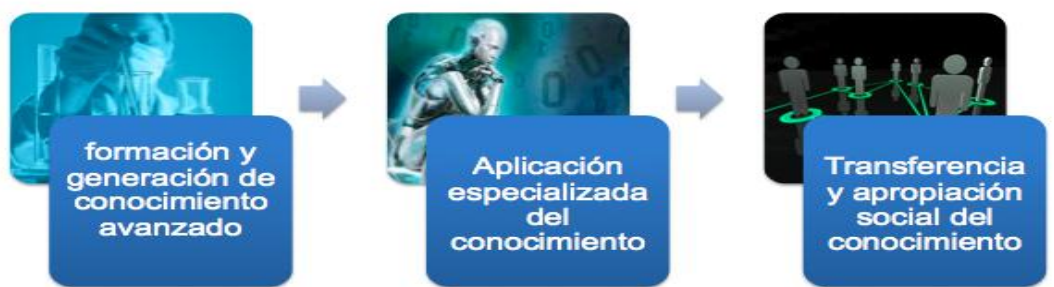 formación y
generación de
conocimiento
avanzado
Aplicación
especializada
del
conocimiento
Transferencia
y apropiación
social del
conocimiento